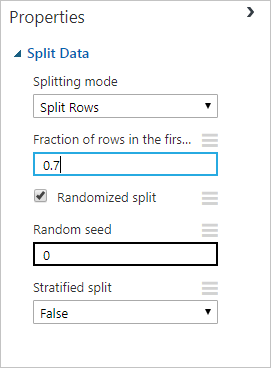 Properties
Split Data
Splitting mode
Split Rows
Fraction of rows in the firs...
0.7
Randomized split
Random seed
0
Stratified split
False